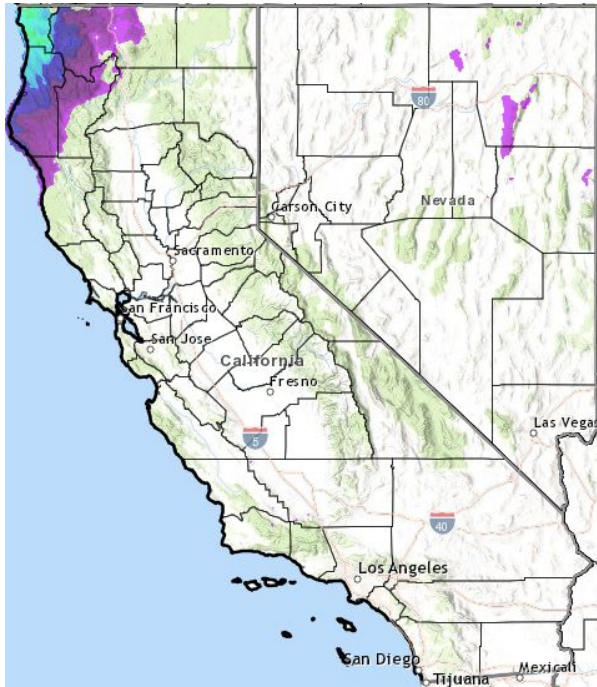 80
Nevada
Carson City
Sacramento
San Francisco
San Jose
California
Fresno
Las Vegas
5
40
Los Angeles
San Diego
Mexicali
Tijuana